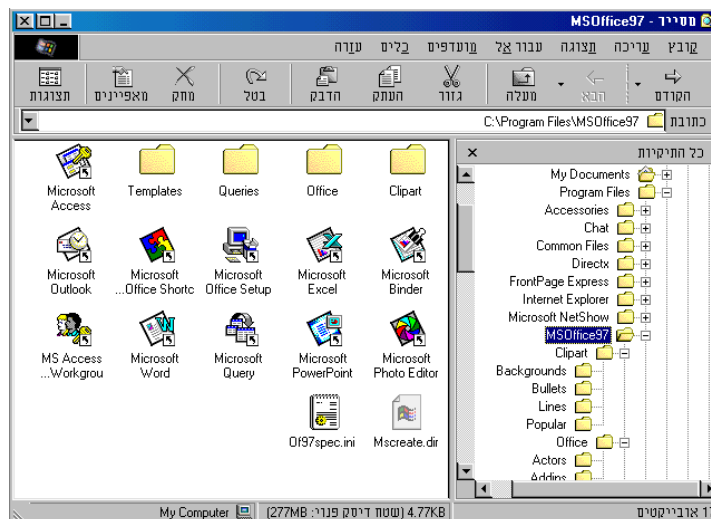 מסייר - MSOffice97
קובץ עריכה תצוגה עבור אל מועדפים כלים עזרה
הקודם הבא מעלה גזור העתק הדבק בטל מחק מאפיינים תצוגות
כתובת C:\Program Files\MSOffice97
כל התיקיות
My Documents
Program Files
Accessories
Chat
Common Files
Directx
FrontPage Express
Internet Explorer
Microsoft NetShow
MSOffice97
Clipart
Backgrounds
Bullets
Lines
Popular
Office
Actors
Addins
Clipart
Office
Queries
Templates
Microsoft
Access
Microsoft
Binder
Microsoft
Excel
Microsoft
Office Setup
Microsoft
...Office Shortc
Microsoft
Outlook
Microsoft
Photo Editor
Microsoft
PowerPoint
Microsoft
Query
Microsoft
Word
MS Access
...Workgrou
Mscreate.dir
Of97spec.ini
אובייקטים
4.77KB (שטח דיסק פנוי: 277MB)
My Computer